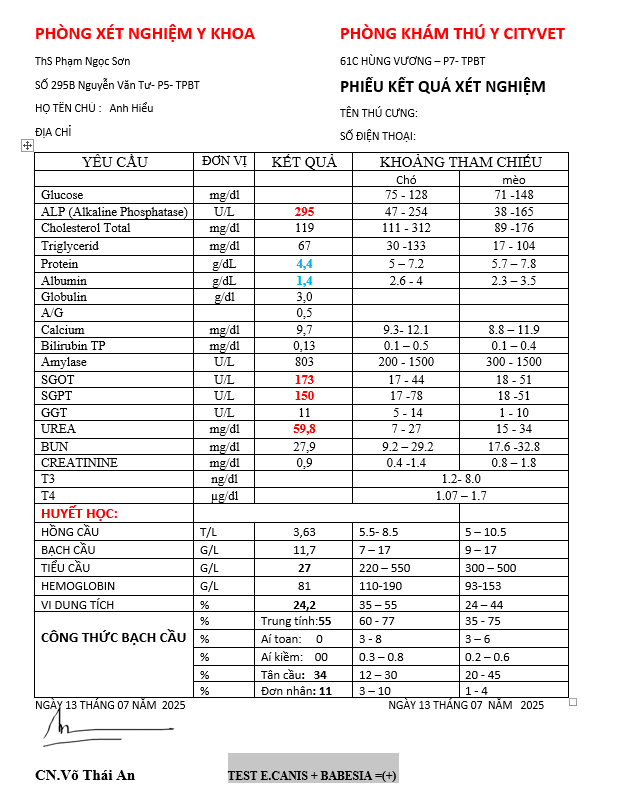 PHÒNG XÉT NGHIỆM Y KHOA
ThS Phạm Ngọc Sơn
SỐ 295B Nguyễn Văn Tư- P5- TPBT
HỌ TÊN CHỦ : Anh Hiếu
ĐỊA CHỈ
PHÒNG KHÁM THÚ Y CITYVET
61C HÙNG VƯƠNG – P7- TPBT
PHIẾU KẾT QUẢ XÉT NGHIỆM
TÊN THÚ CƯNG:
SỐ ĐIỆN THOẠI:
YÊU CẦU ĐƠN VỊ KẾT QUẢ KHOẢNG THAM CHIẾU
Chó mèo
Glucose mg/dl 75 - 128 71 -148
ALP (Alkaline Phosphatase) U/L 295 47 - 254 38 -165
Cholesterol Total mg/dl 119 111 - 312 89 -176
Triglycerid mg/dl 67 30 -133 17 - 104
Protein g/dL 4,4 5 – 7.2 5.7 – 7.8
Albumin g/dL 1,4 2.6 - 4 2.3 – 3.5
Globulin g/dl 3,0
A/G 0,5
Calcium mg/dl 9,7 9.3- 12.1 8.8 – 11.9
Bilirubin TP mg/dl 0,13 0.1 – 0.5 0.1 – 0.4
Amylase U/L 803 200 - 1500 300 - 1500
SGOT U/L 173 17 - 44 18 - 51
SGPT U/L 150 17 -78 18 -51
GGT U/L 11 5 - 14 1 - 10
UREA mg/dl 59,8 7 - 27 15 - 34
BUN mg/dl 27,9 9.2 – 29.2 17.6 -32.8
CREATININE mg/dl 0,9 0.4 -1.4 0.8 – 1.8
T3 ng/dl 1.2- 8.0
T4 µg/dl 1.07 – 1.7
HUYẾT HỌC:
HỒNG CẦU T/L 3,63 5.5- 8.5 5 – 10.5
BẠCH CẦU G/L 11,7 7 – 17 9 – 17
TIỂU CẦU G/L 27 220 – 550 300 – 500
HEMOGLOBIN G/L 81 110-190 93-153
VI DUNG TÍCH % 24,2 35 – 55 24 – 44
CÔNG THỨC BẠCH CẦU % Trung tính:55 60 - 77 35 - 75
% Aí toan: 0 3 - 8 3 – 6
% Aí kiềm: 00 0.3 – 0.8 0.2 – 0.6
% Tân cầu: 34 12 – 30 20 - 45
% Đơn nhân: 11 3 – 10 1 - 4
NGÀY 13 THÁNG 07 NĂM 2025 NGÀY 13 THÁNG 07 NĂM 2025
CN.Võ Thái An TEST E.CANIS + BABESIA =(+)